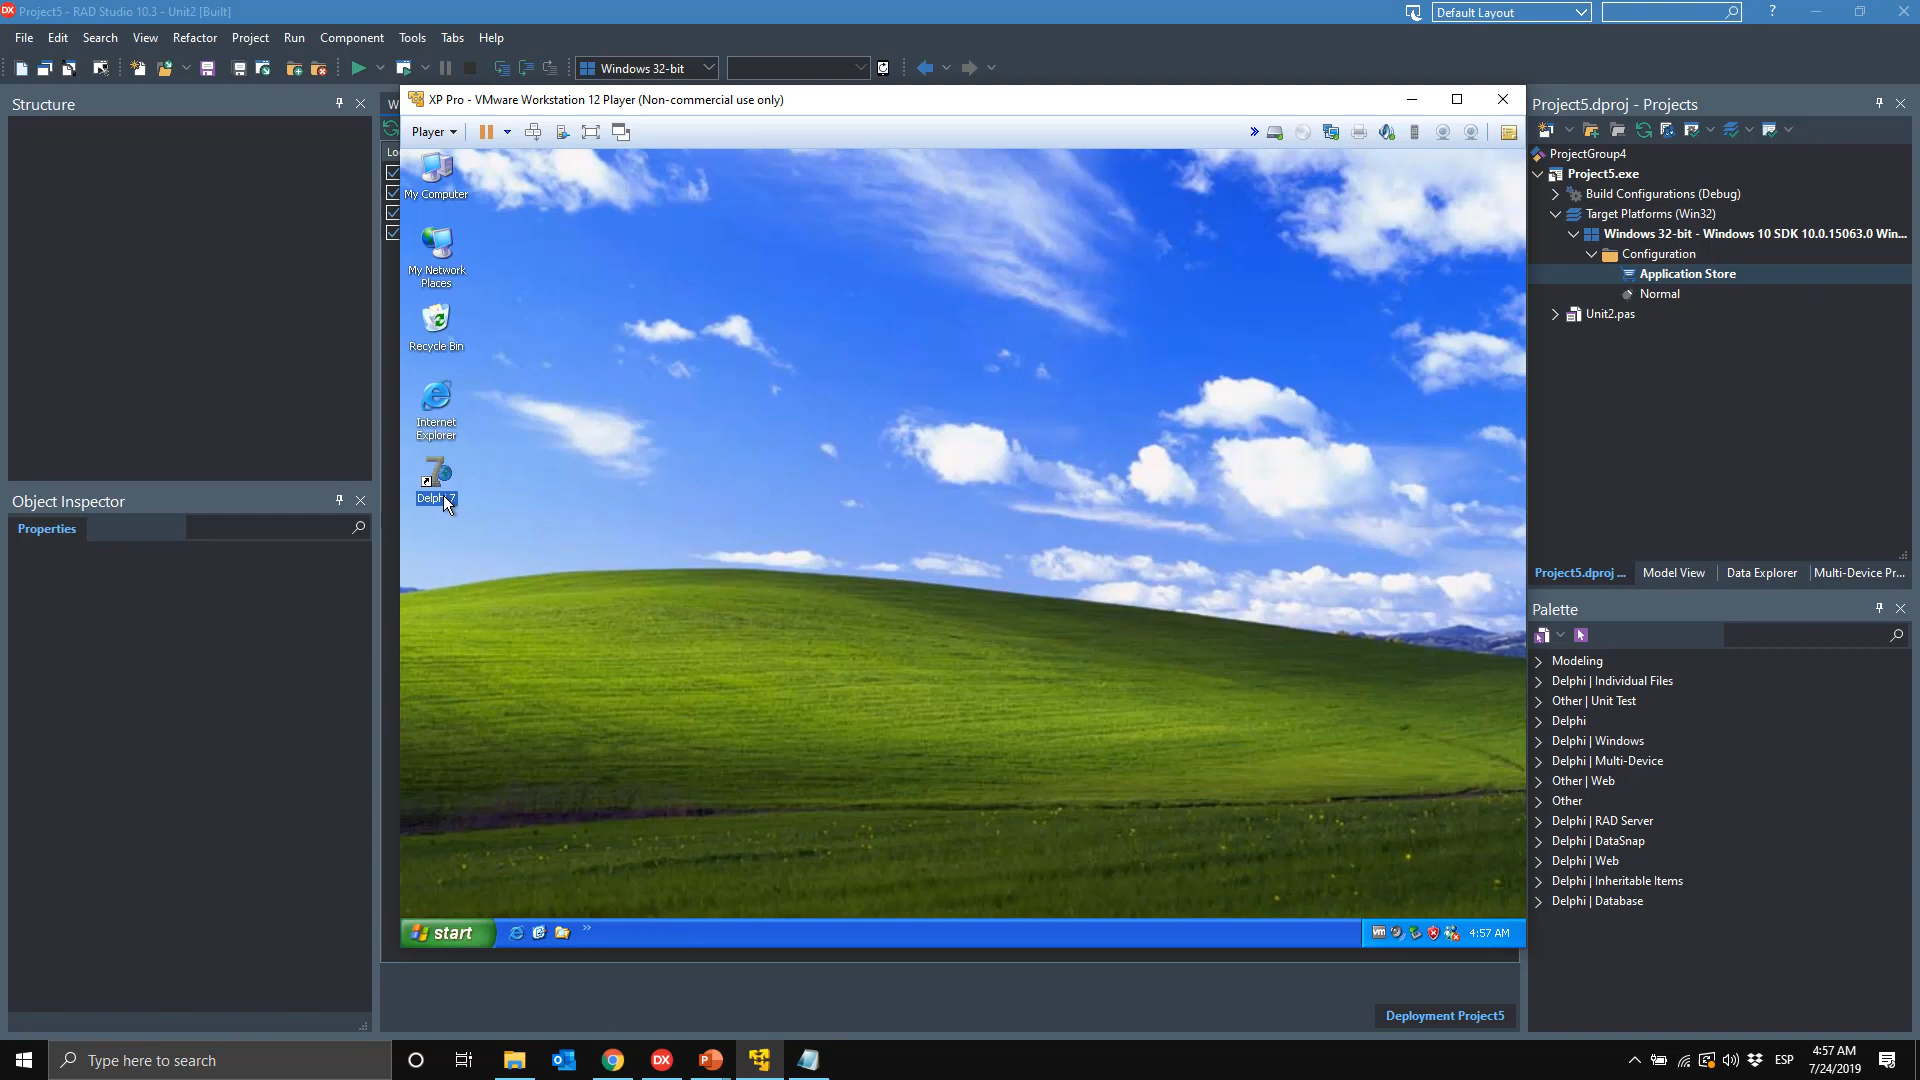 Project5 - RAD Studio 10.3 - Unit2 [Built]
Default Layout
?
File Edit Search View Refactor Project Run Component Tools Tabs Help
Windows 32-bit
Structure
XP Pro - VMware Workstation 12 Player (Non-commercial use only)
Project5.dproj - Projects
Player
My Computer
My Network
Places
Recycle Bin
Internet
Explorer
Delphi 7
ProjectGroup4
Project5.exe
Build Configurations (Debug)
Target Platforms (Win32)
Windows 32-bit - Windows 10 SDK 10.0.15063.0 Win...
Configuration
Application Store
Normal
Unit2.pas
Object Inspector
Properties
Project5.dproj ... Model View Data Explorer Multi-Device Pr...
Palette
Modeling
Delphi | Individual Files
Other | Unit Test
Delphi
Delphi | Windows
Delphi | Multi-Device
Other | Web
Other
Delphi | RAD Server
Delphi | DataSnap
Delphi | Web
Delphi | Inheritable Items
Delphi | Database
start
4:57 AM
Deployment Project5
Type here to search
ESP
4:57 AM
7/24/2019